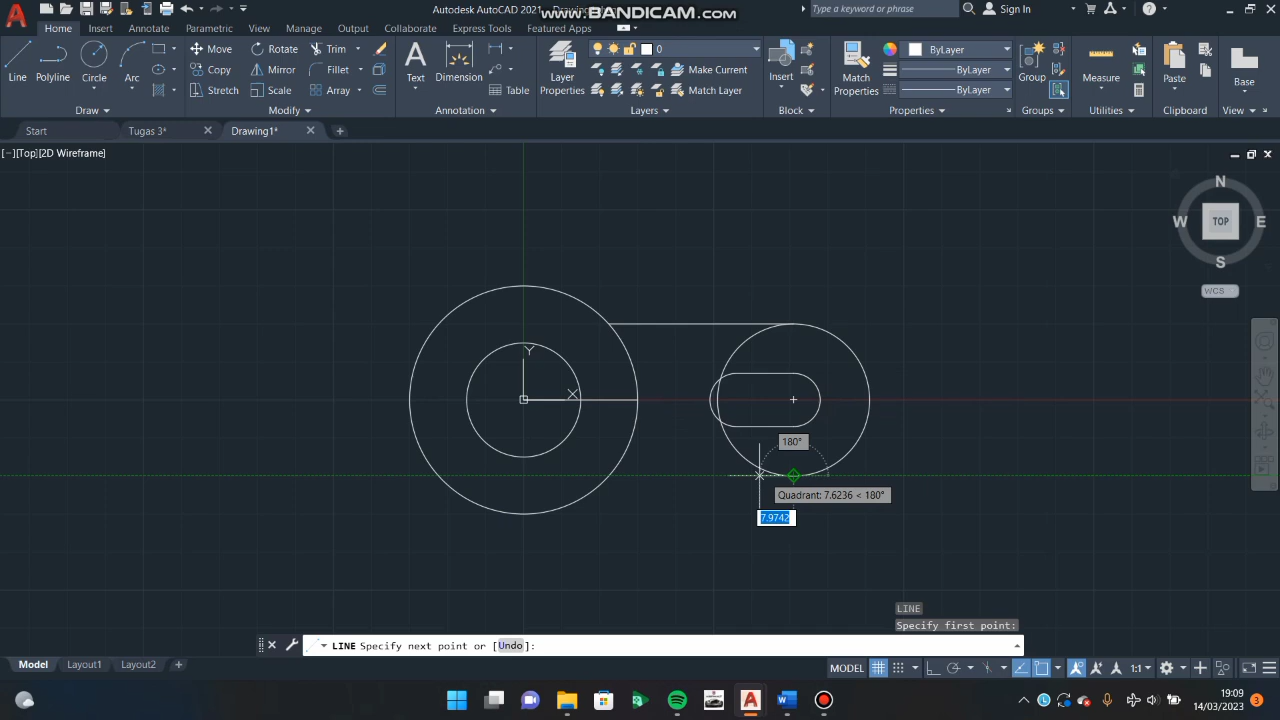 Autodesk AutoCAD 2021
www.BANDICAM.com
Type a keyword or phrase
Sign In
Home Insert Annotate Parametric View Manage Output Collaborate Express Tools Featured Apps
Line Polyline Circle Arc
Move Rotate Trim
Copy Mirror Fillet
Stretch Scale Array
Text Dimension
Table
Layer
Properties
0
Make Current
Match Layer
Insert
Match
Properties
ByLayer
ByLayer
ByLayer
Group Measure Paste Base
Draw Modify Annotation Layers Block Properties Groups Utilities Clipboard View
Start Tugas 3* Drawing1*
[−][Top][2D Wireframe]
N
W TOP E
S
WCS
Y
X
180°
Quadrant: 7.6236 < 180°
7.9742
LINE
Specify first point:
LINE Specify next point or [Undo]:
Model Layout1 Layout2
MODEL 1:1
19:09
14/03/2023
3